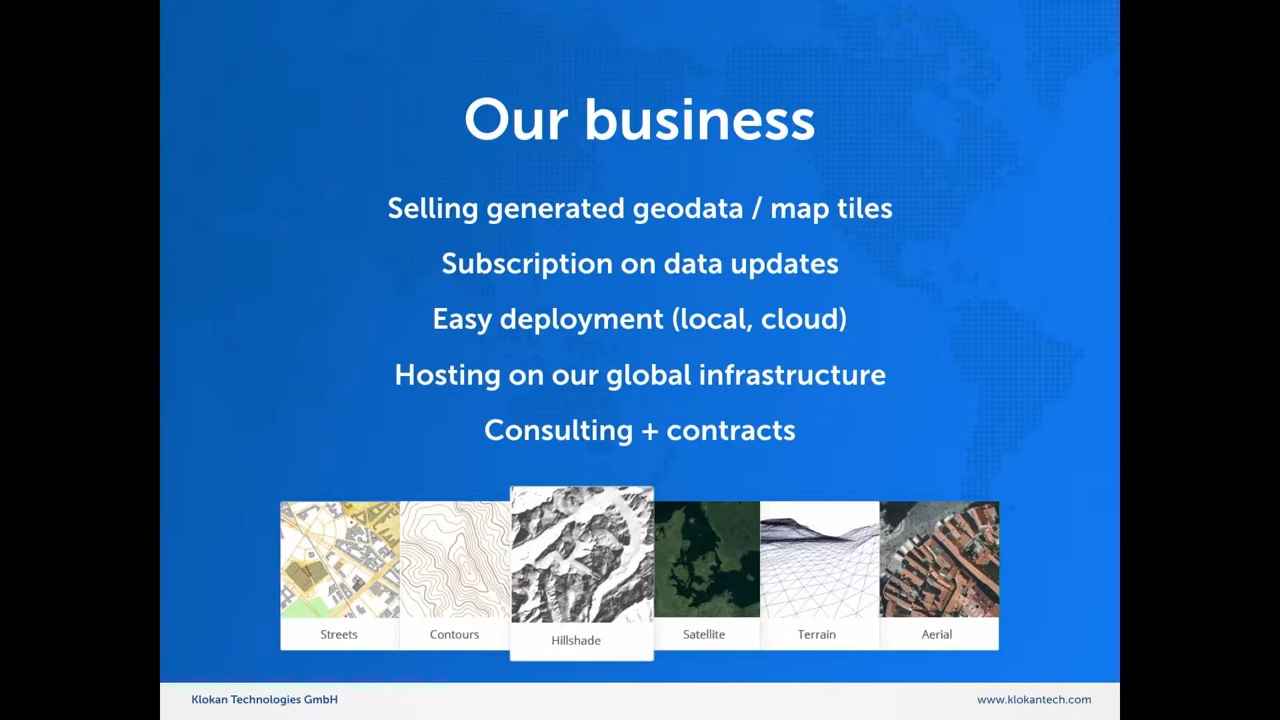 Our business
Selling generated geodata / map tiles
Subscription on data updates
Easy deployment (local, cloud)
Hosting on our global infrastructure
Consulting + contracts
Streets
Contours
Hillshade
Satellite
Terrain
Aerial
Klokan Technologies GmbH
www.klokantech.com